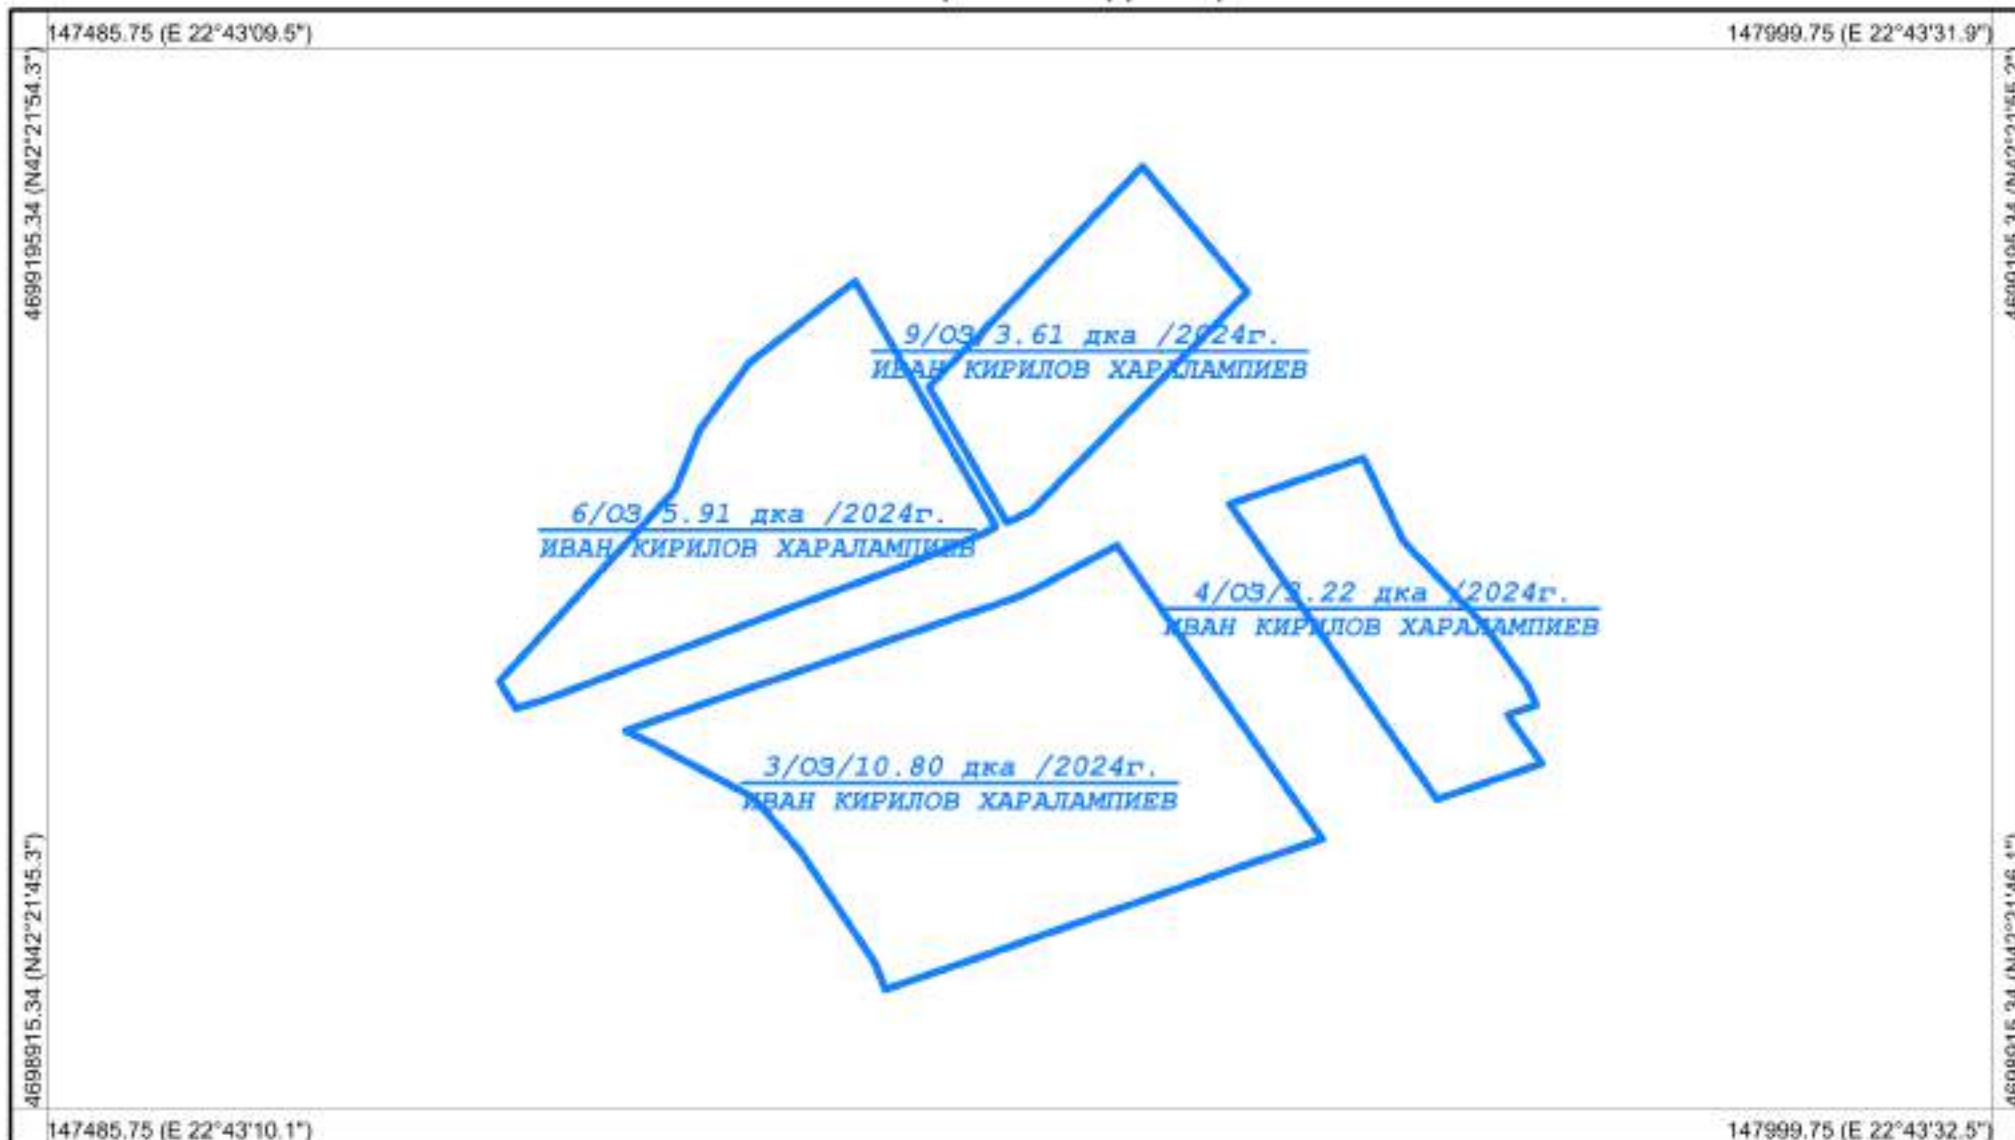 147485.75 (E 22°43'09.5")
147999.75 (E 22°43'31.9")
4699195.34 (N42°21'54.3")
9/ОЗ/3.61 дка /2024г.
ИВАН КИРИЛОВ ХАРАЛАМПИЕВ
6/ОЗ/5.91 дка /2024г.
ИВАН КИРИЛОВ ХАРАЛАМПИЕВ
4/ОЗ/3.22 дка /2024г.
ИВАН КИРИЛОВ ХАРАЛАМПИЕВ
3/ОЗ/10.80 дка /2024г.
ИВАН КИРИЛОВ ХАРАЛАМПИЕВ
4698915.34 (N42°21'45.3")
147485.75 (E 22°43'10.1")
147999.75 (E 22°43'32.5")